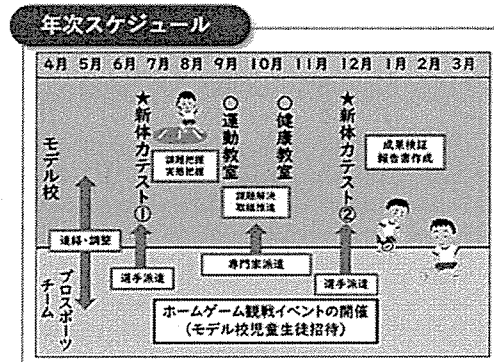 年次スケジュール
4月 5月 6月 7月 8月 9月 10月 11月 12月 1月 2月 3月
モデル校
★新体力テスト①
課題把握
実態把握
○運動教室
○健康教室
課題解決
取組推進
★新体力テスト②
成果検証
報告書作成
連絡・調整
プロスポーツ
チーム
選手派遣
専門家派遣
選手派遣
ホームゲーム観戦イベントの開催
（モデル校児童生徒招待）